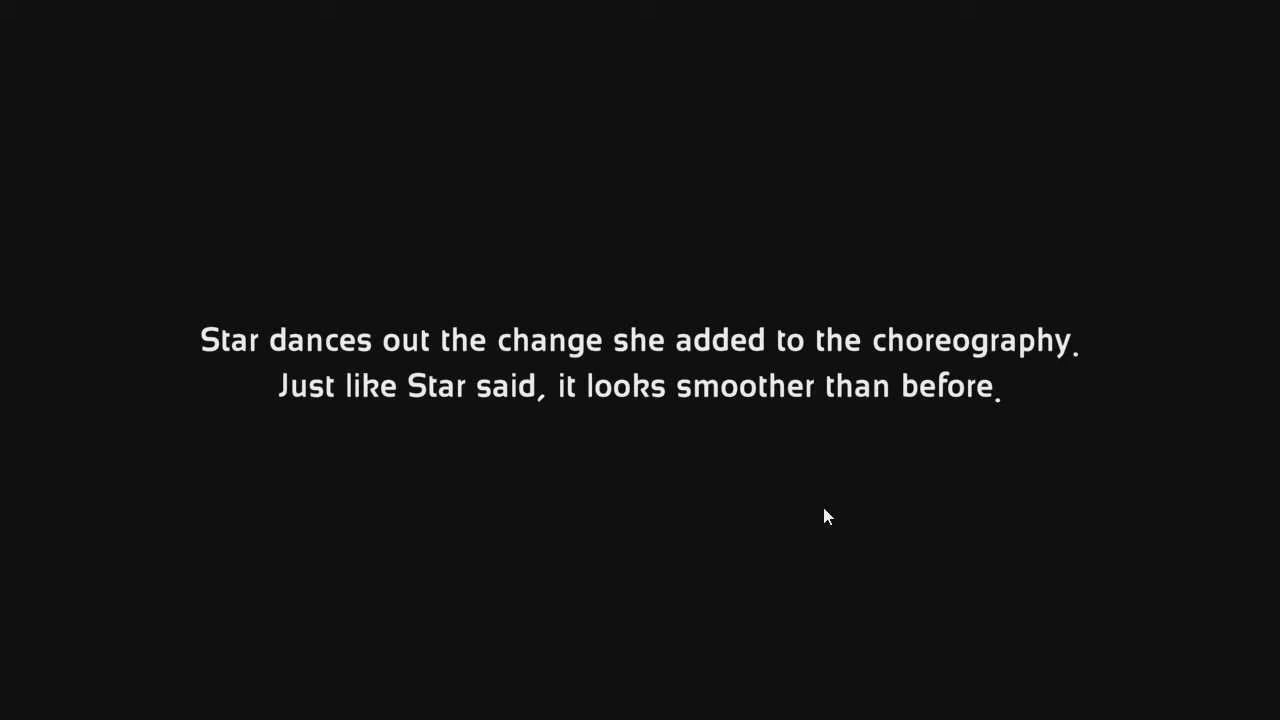 Star dances out the change she added to the choreography.
Just like Star said, it looks smoother than before.